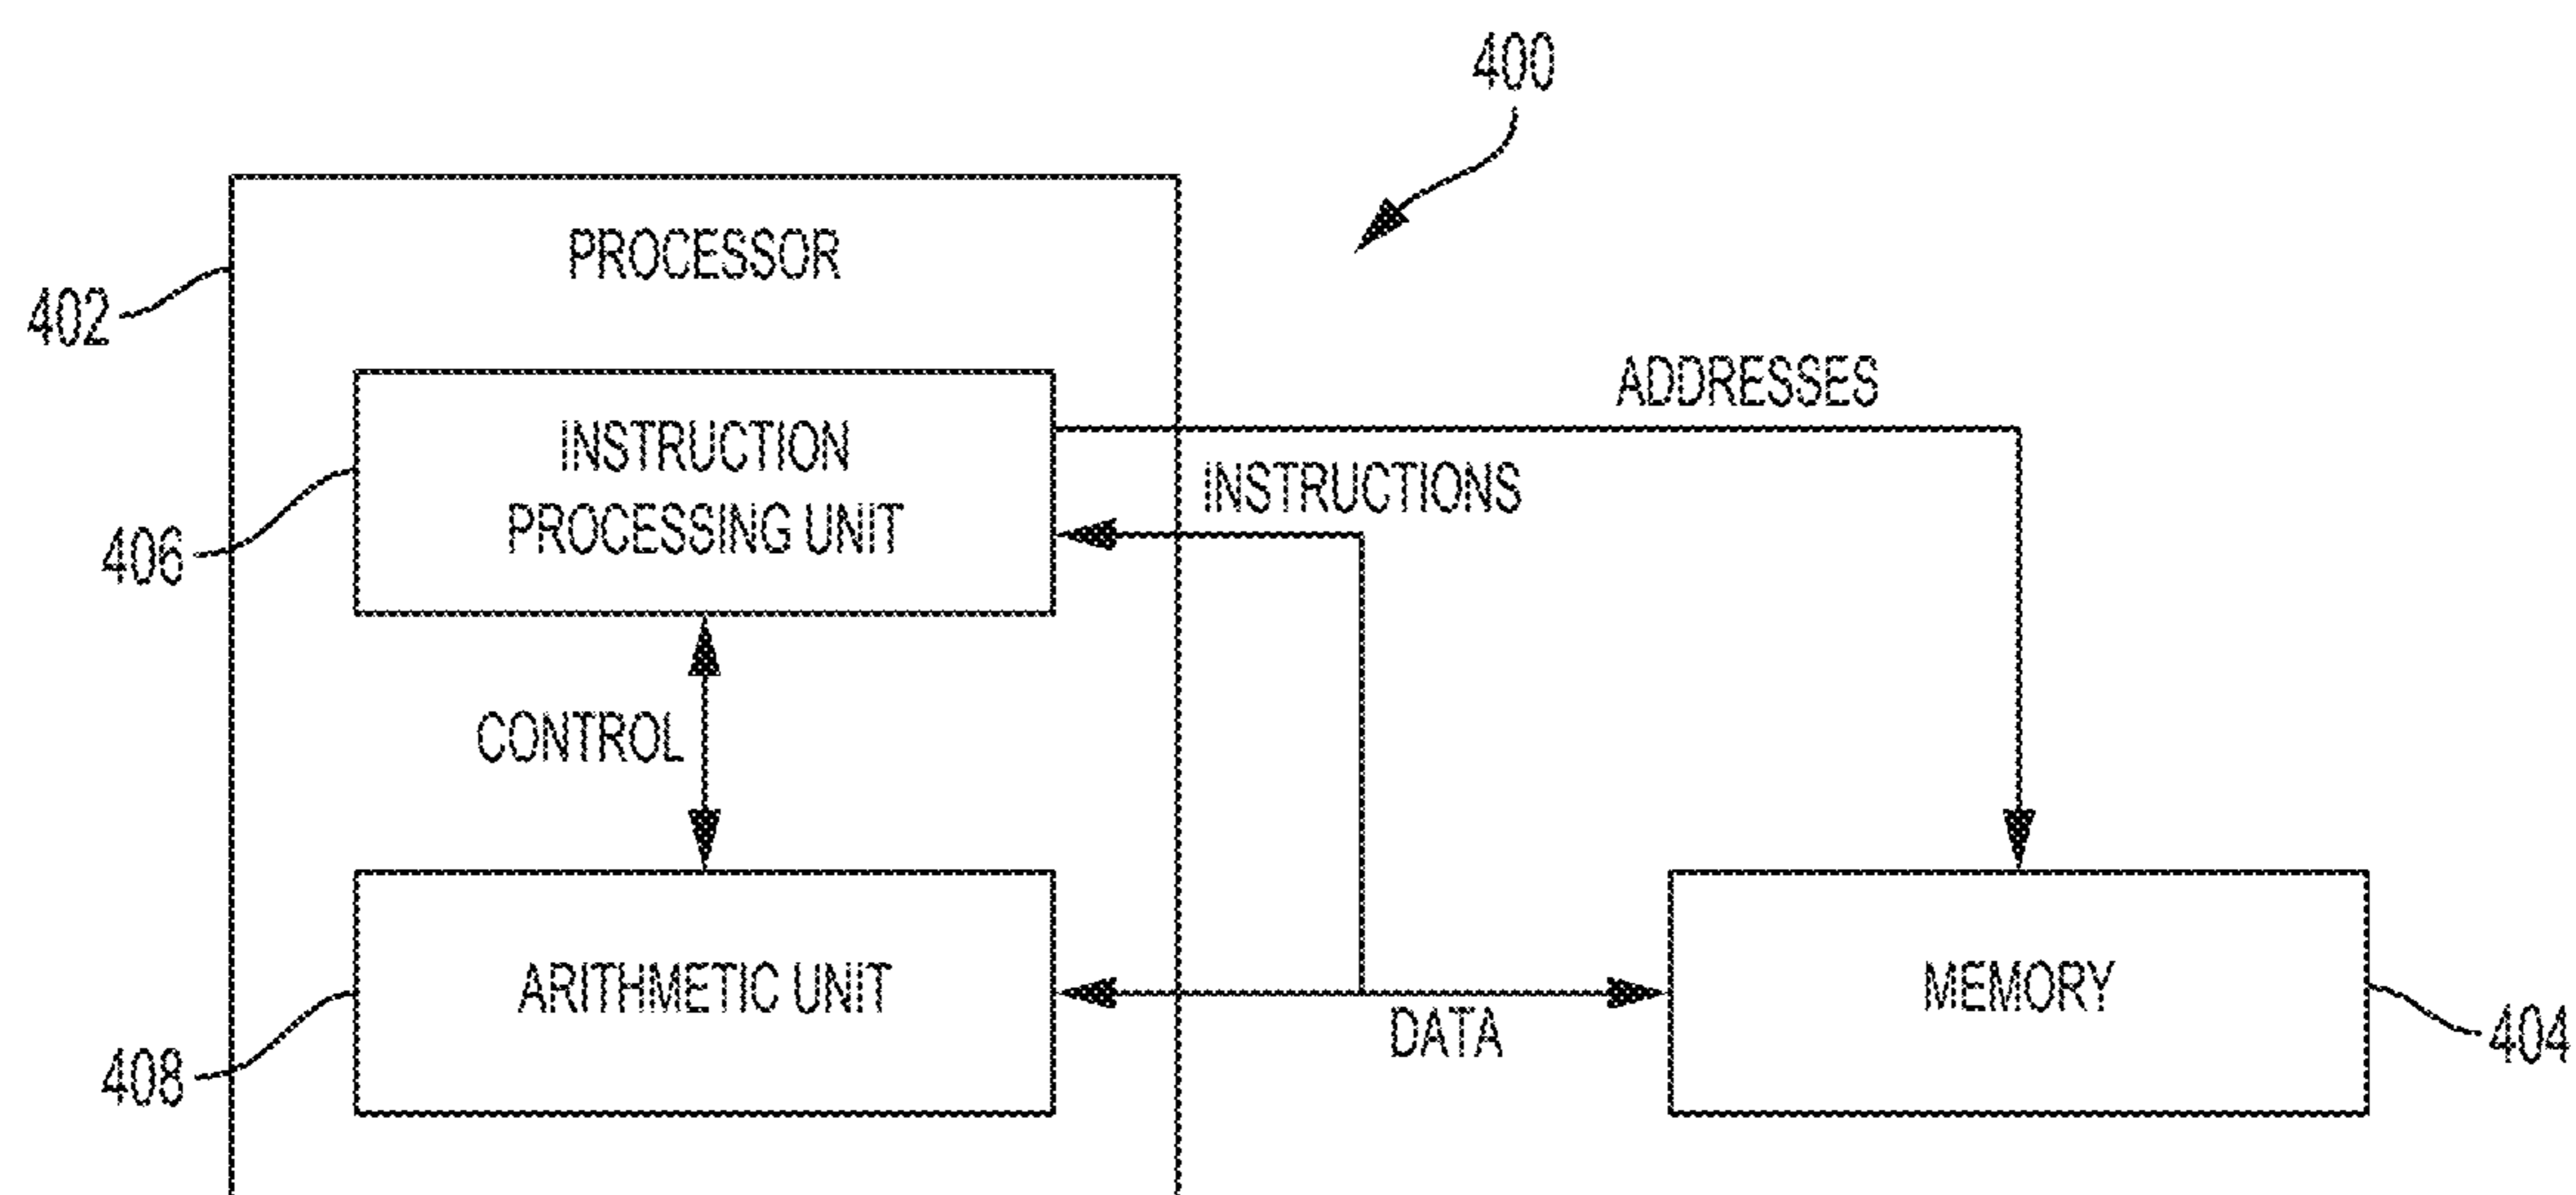 400
PROCESSOR
402
ADDRESSES
INSTRUCTION
PROCESSING UNIT
INSTRUCTIONS
406
CONTROL
ARITHMETIC UNIT
MEMORY
DATA
408
404